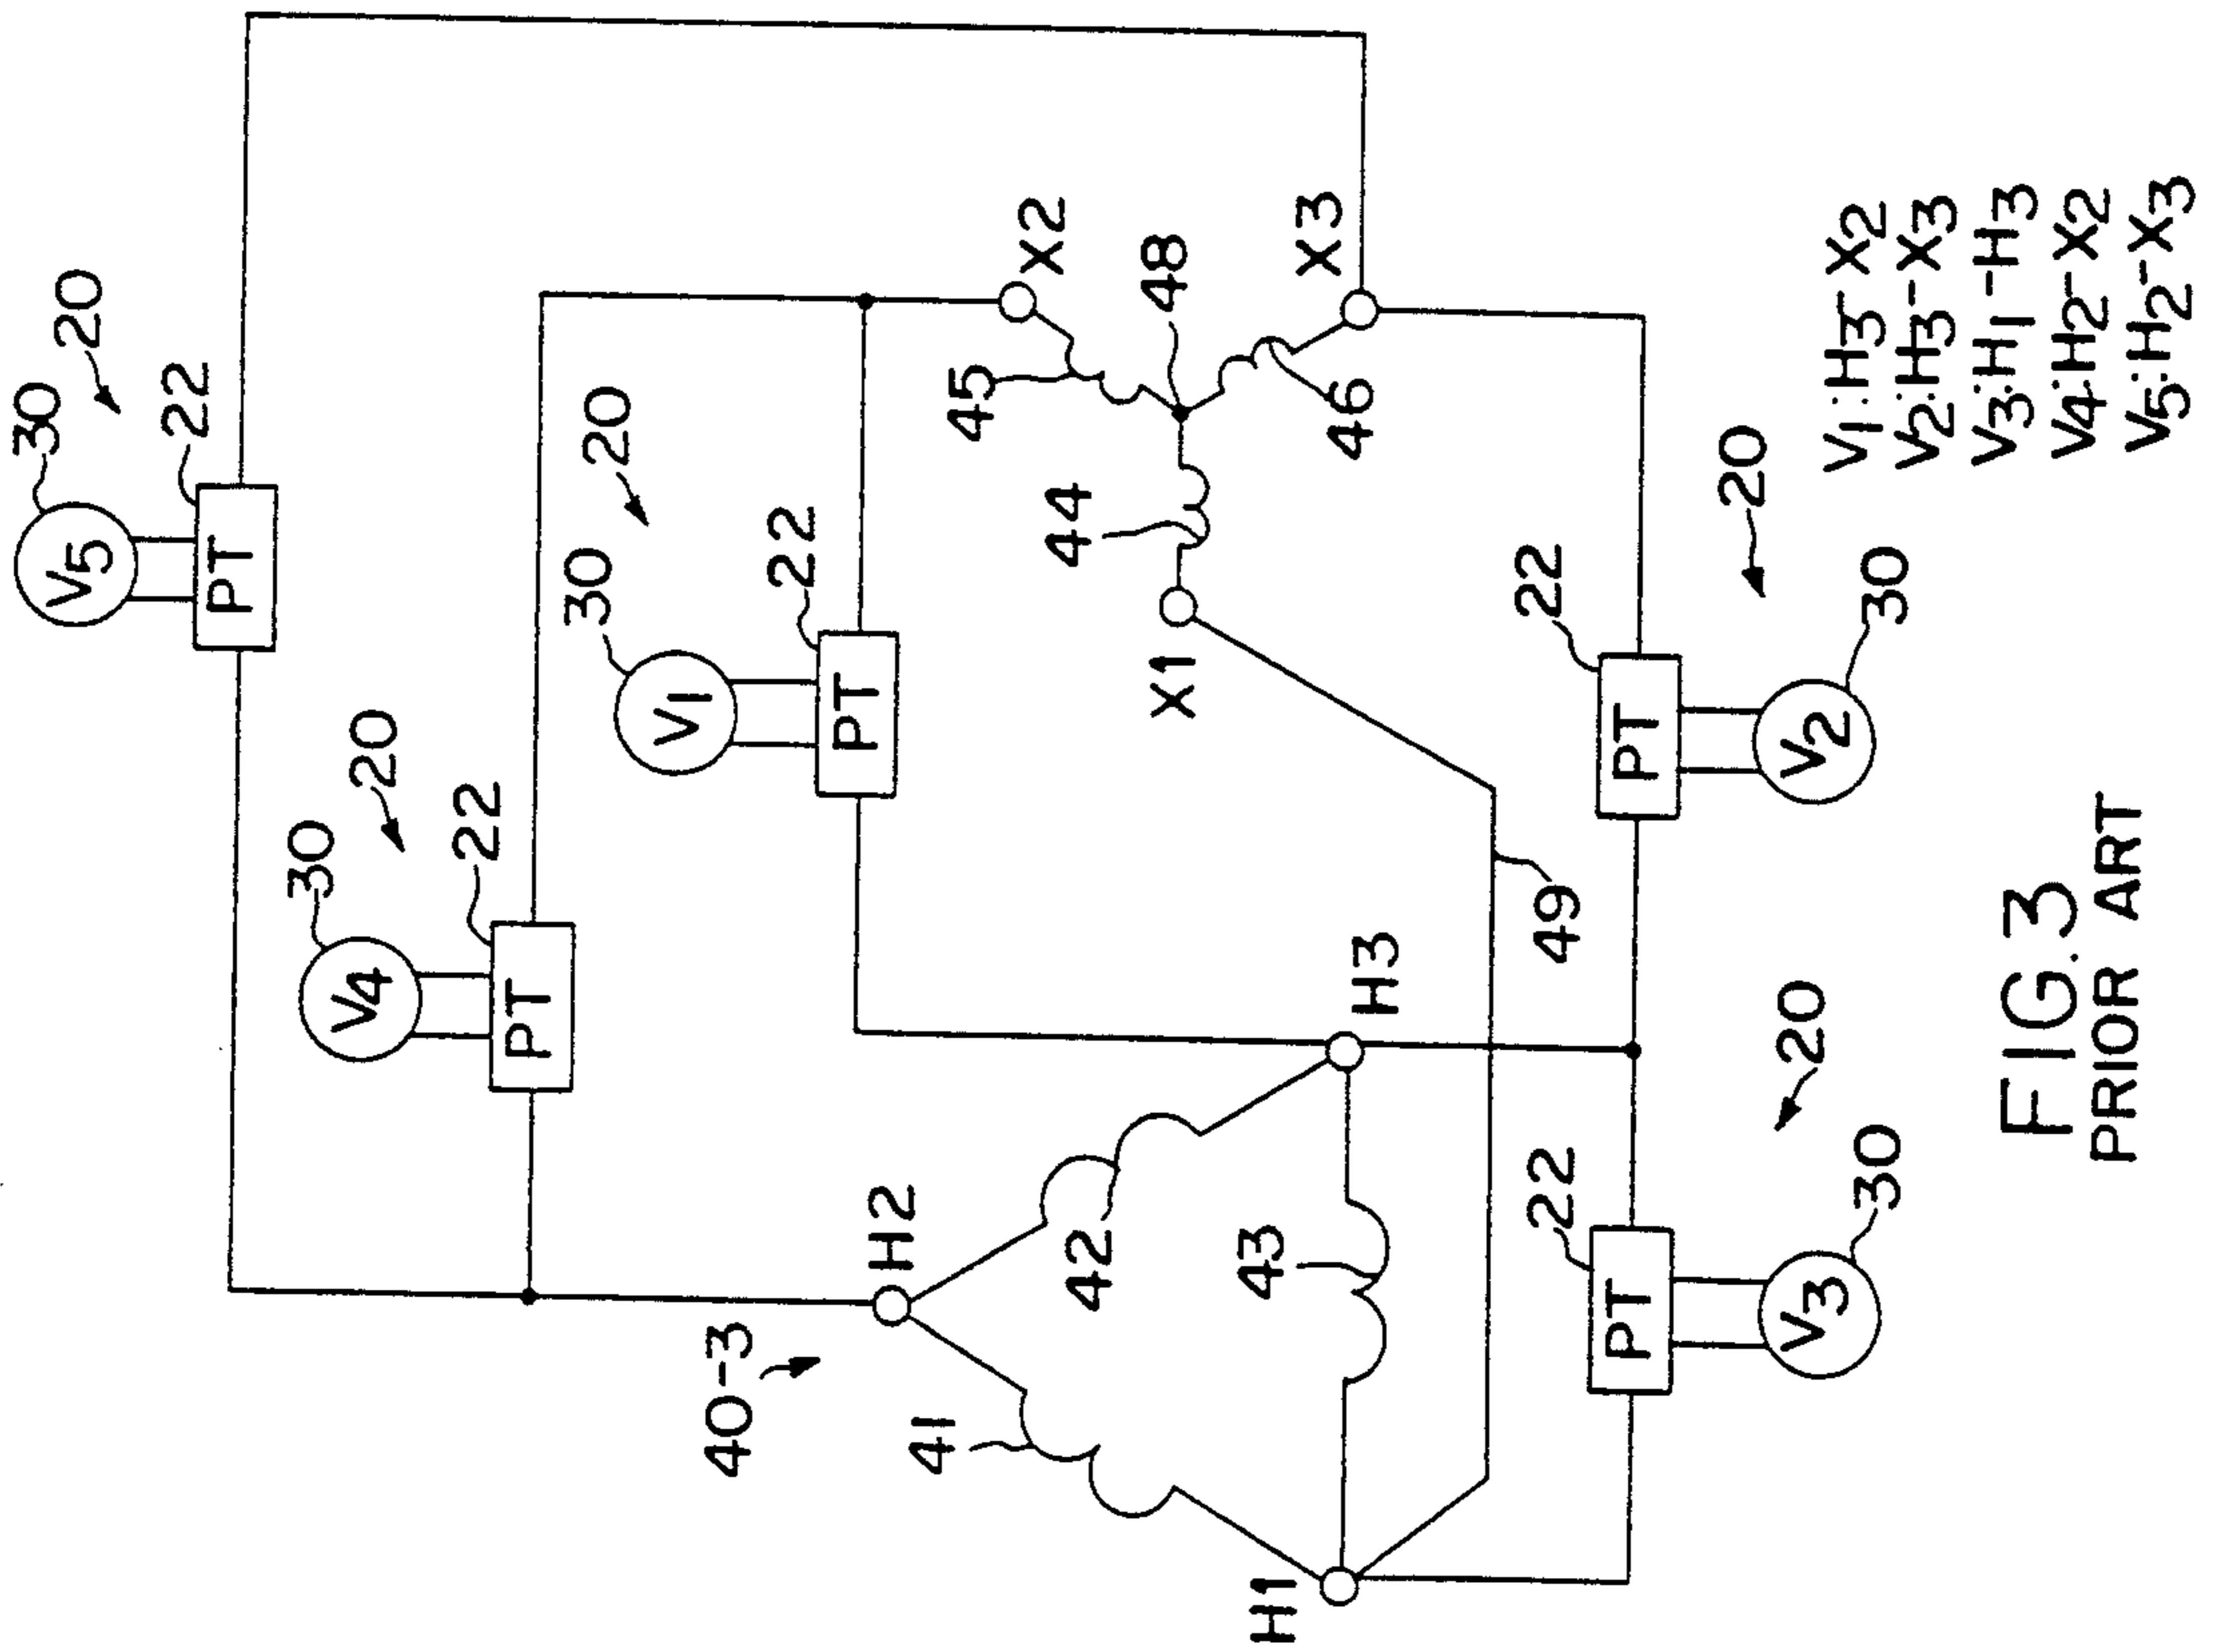 V5
30
20
PT
22
V4
30
20
PT
22
V1
30
20
PT
22
40-3
H2
41
42
43
H1
H3
X2
45
48
44
X1
X3
46
49
PT
22
V3
30
20
PT
22
V2
30
20
V1:H3-X2
V2:H3-X3
V3:H1-H3
V4:H2-X2
V5:H2-X3
FIG.3
PRIOR ART